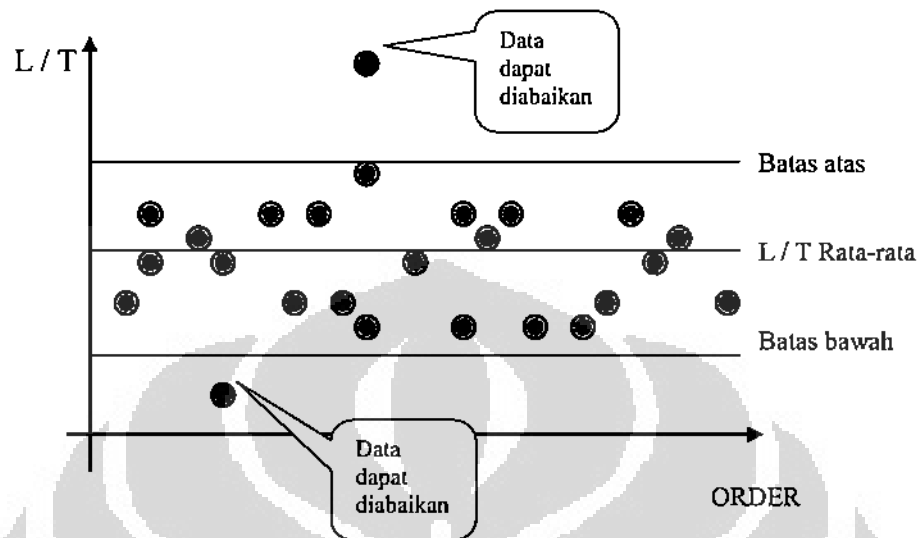 L / T
Data
dapat
diabaikan
Batas atas
L / T Rata-rata
Batas bawah
Data
dapat
diabaikan
ORDER